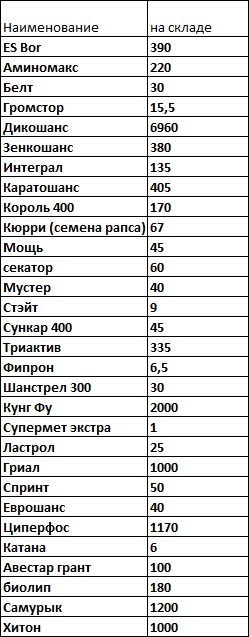 Наименование на складе
ES Bor 390
Аминомакс 220
Белт 30
Громстор 15,5
Дикошанс 6960
Зенкошанс 380
Интеграл 135
Каратошанс 405
Король 400 170
Кюрри (семена рапса) 67
Мощь 45
секатор 60
Мустер 40
Стэйт 9
Сункар 400 45
Триактив 335
Фипрон 6,5
Шанстрел 300 30
Кунг Фу 2000
Супермет экстра 1
Ластрол 25
Гриал 1000
Спринт 50
Еврошанс 40
Циперфос 1170
Катана 6
Авестар грант 100
биолип 180
Самурык 1200
Хитон 1000